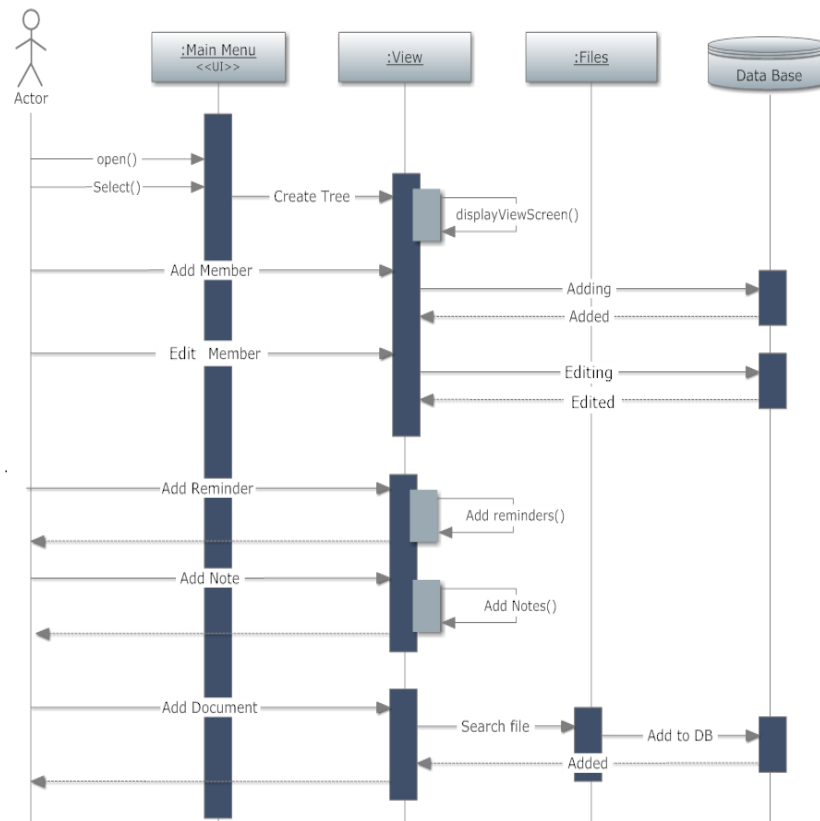 :Main Menu
<<UI>>
:View
:Files
Data Base
Actor
open()
Select()
Create Tree
displayViewScreen()
Add Member
Adding
Added
Edit Member
Editing
Edited
.
Add Reminder
Add reminders()
Add Note
Add Notes()
Add Document
Search file
Add to DB
Added